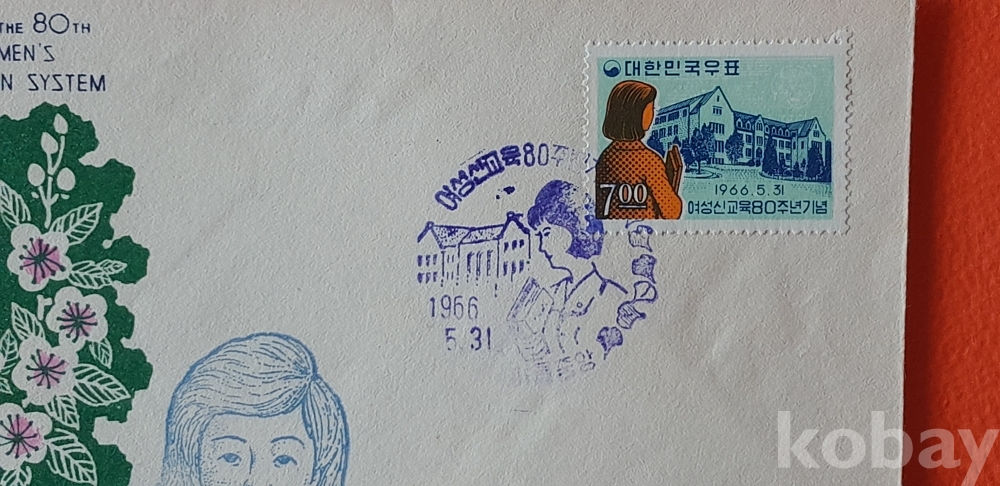 THE 80TH
MEN'S
N SYSTEM
대한민국우표
7.00
1966.5.31
여성신교육80주년기념
여성신교육80주년
1966
5.31
kobay